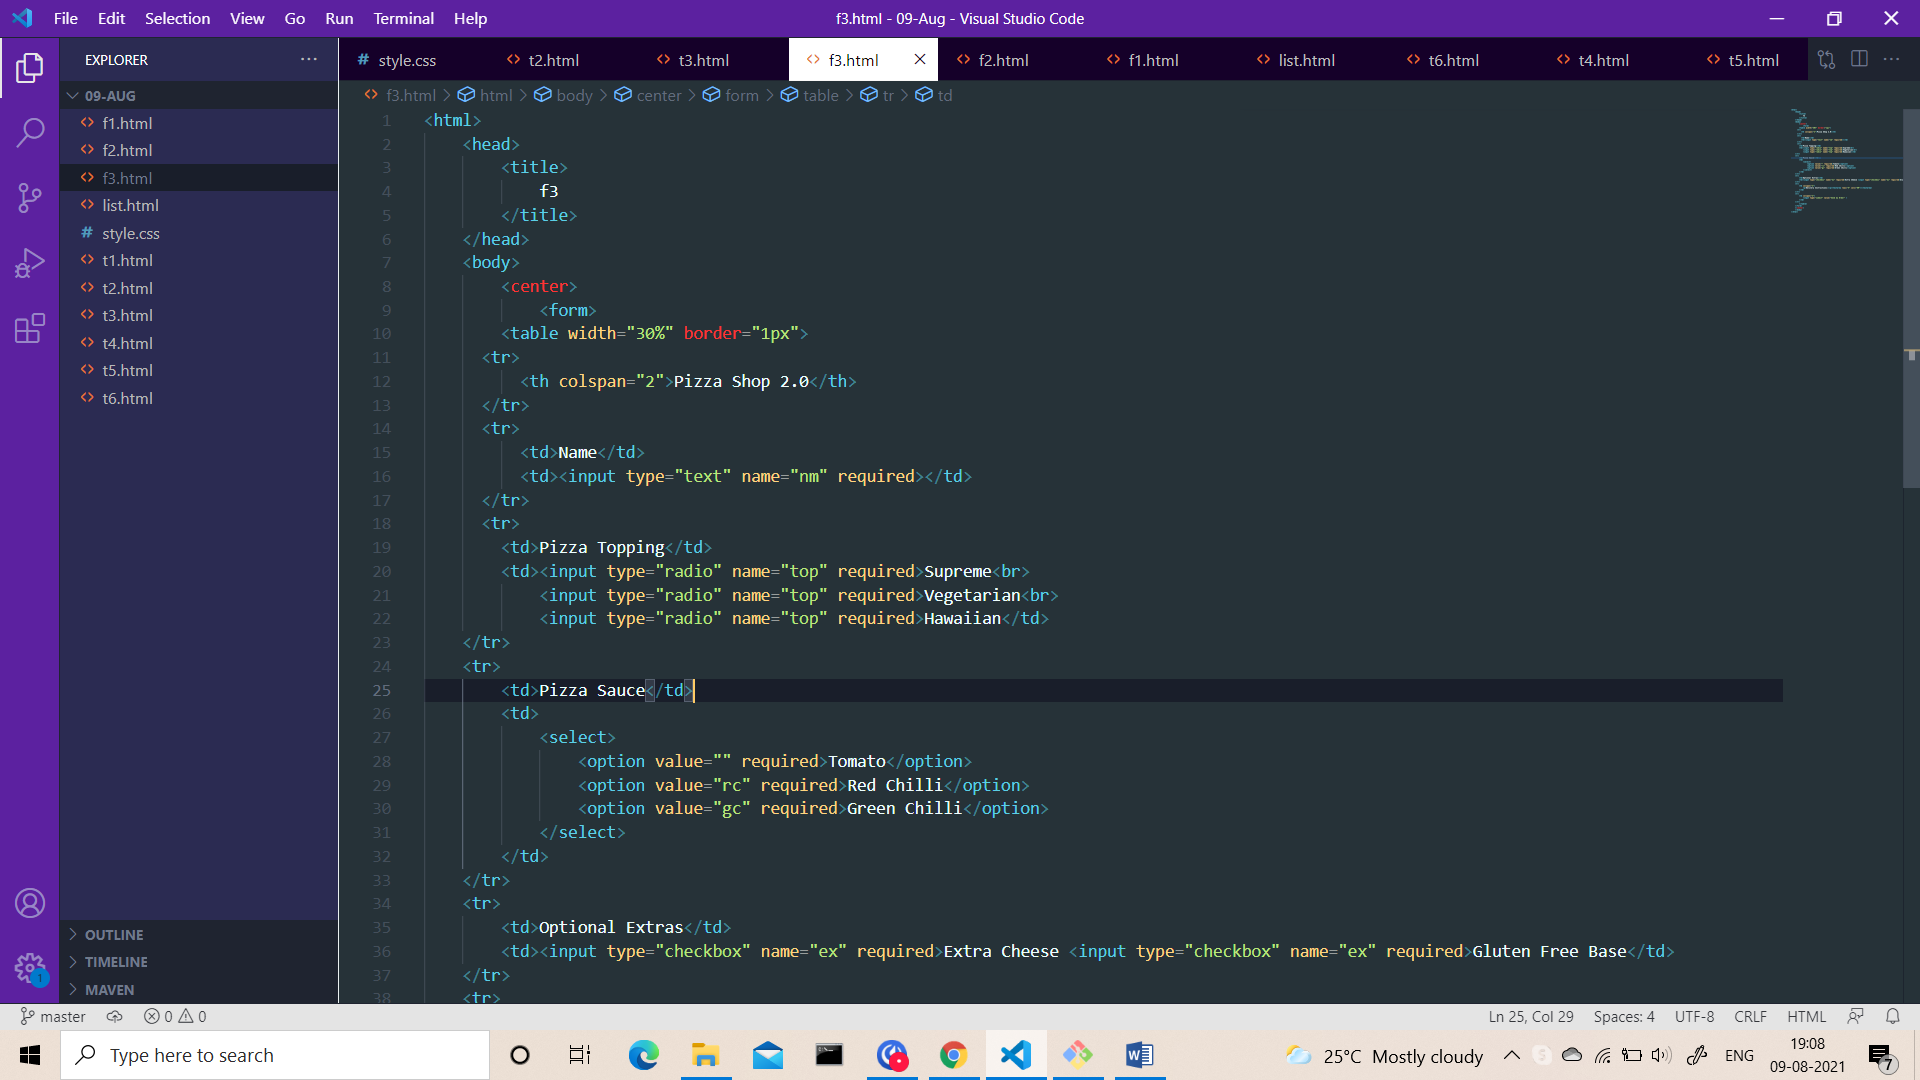 File Edit Selection View Go Run Terminal Help
f3.html - 09-Aug - Visual Studio Code
EXPLORER
09-AUG
f1.html
f2.html
f3.html
list.html
style.css
t1.html
t2.html
t3.html
t4.html
t5.html
t6.html
OUTLINE
TIMELINE
MAVEN
style.css t2.html t3.html f3.html f2.html f1.html list.html t6.html t4.html t5.html
f3.html > html > body > center > form > table > tr > td
1 <html>
2 <head>
3 <title>
4 f3
5 </title>
6 </head>
7 <body>
8 <center>
9 <form>
10 <table width="30%" border="1px">
11 <tr>
12 <th colspan="2">Pizza Shop 2.0</th>
13 </tr>
14 <tr>
15 <td>Name</td>
16 <td><input type="text" name="nm" required></td>
17 </tr>
18 <tr>
19 <td>Pizza Topping</td>
20 <td><input type="radio" name="top" required>Supreme<br>
21 <input type="radio" name="top" required>Vegetarian<br>
22 <input type="radio" name="top" required>Hawaiian</td>
23 </tr>
24 <tr>
25 <td>Pizza Sauce</td>
26 <td>
27 <select>
28 <option value="" required>Tomato</option>
29 <option value="rc" required>Red Chilli</option>
30 <option value="gc" required>Green Chilli</option>
31 </select>
32 </td>
33 </tr>
34 <tr>
35 <td>Optional Extras</td>
36 <td><input type="checkbox" name="ex" required>Extra Cheese <input type="checkbox" name="ex" required>Gluten Free Base</td>
37 </tr>
38 <tr>
1
master 0 0
Ln 25, Col 29 Spaces: 4 UTF-8 CRLF HTML
Type here to search
25°C Mostly cloudy
ENG
19:08
09-08-2021
7